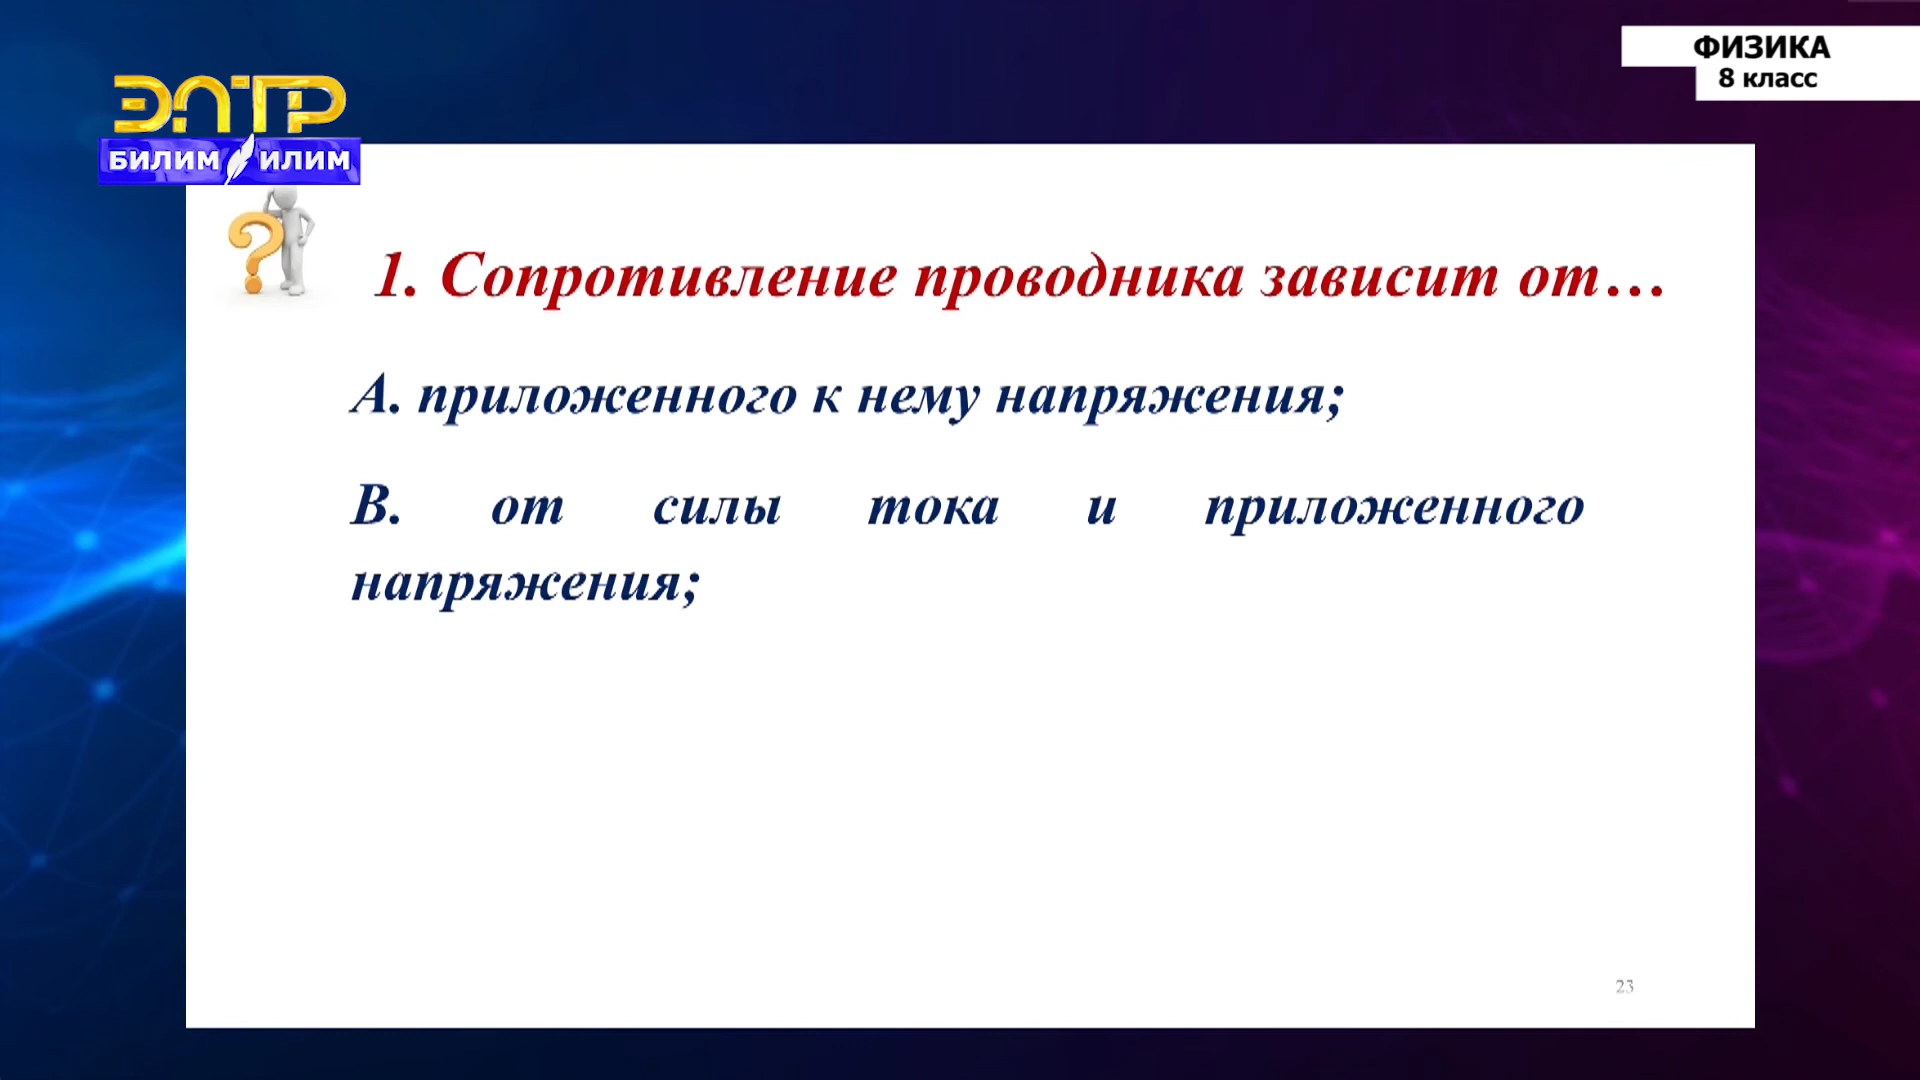 ФИЗИКА
8 класс
ЭЛТР
БИЛИМ ИЛИМ
1. Сопротивление проводника зависит от…
А. приложенного к нему напряжения;
В. от силы тока и приложенного
напряжения;
23